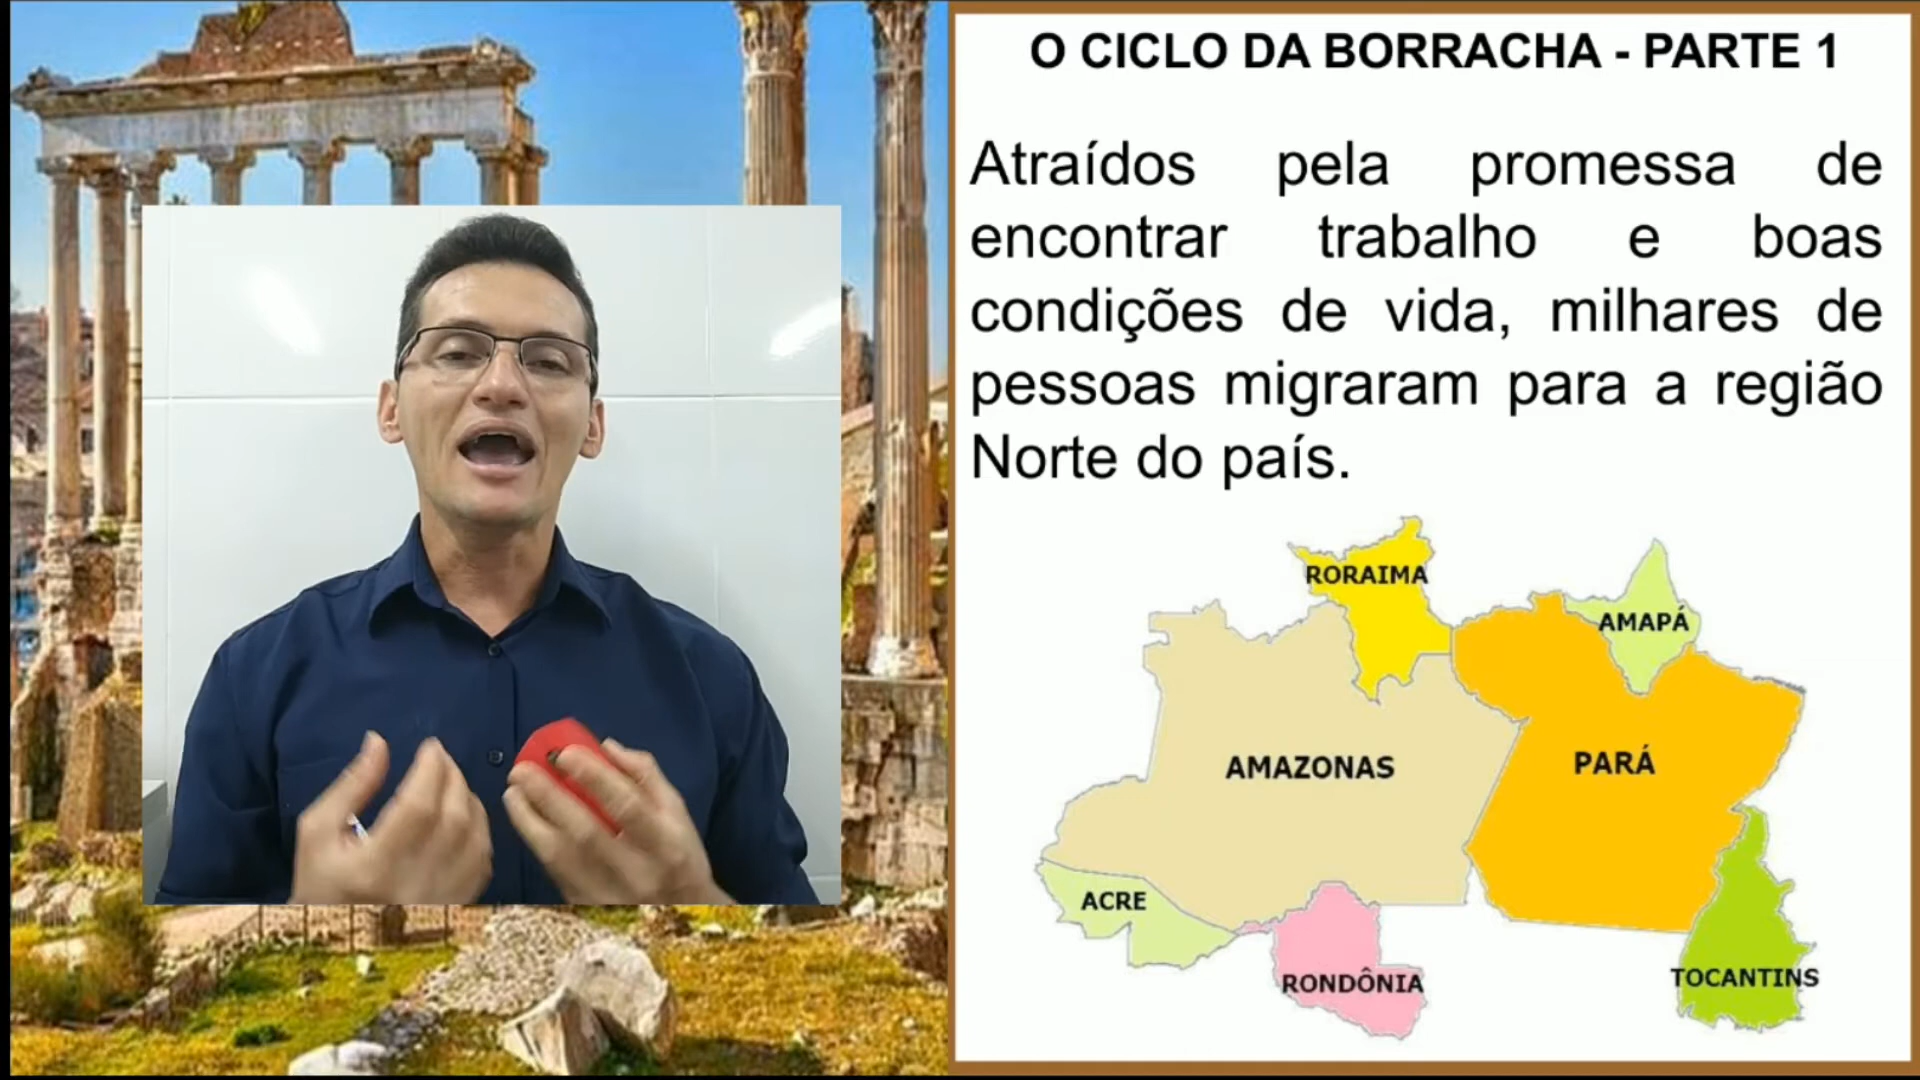 O CICLO DA BORRACHA - PARTE 1
Atraídos pela promessa de
encontrar trabalho e boas
condições de vida, milhares de
pessoas migraram para a região
Norte do país.
RORAIMA
AMAPÁ
AMAZONAS
PARÁ
ACRE
RONDÔNIA
TOCANTINS